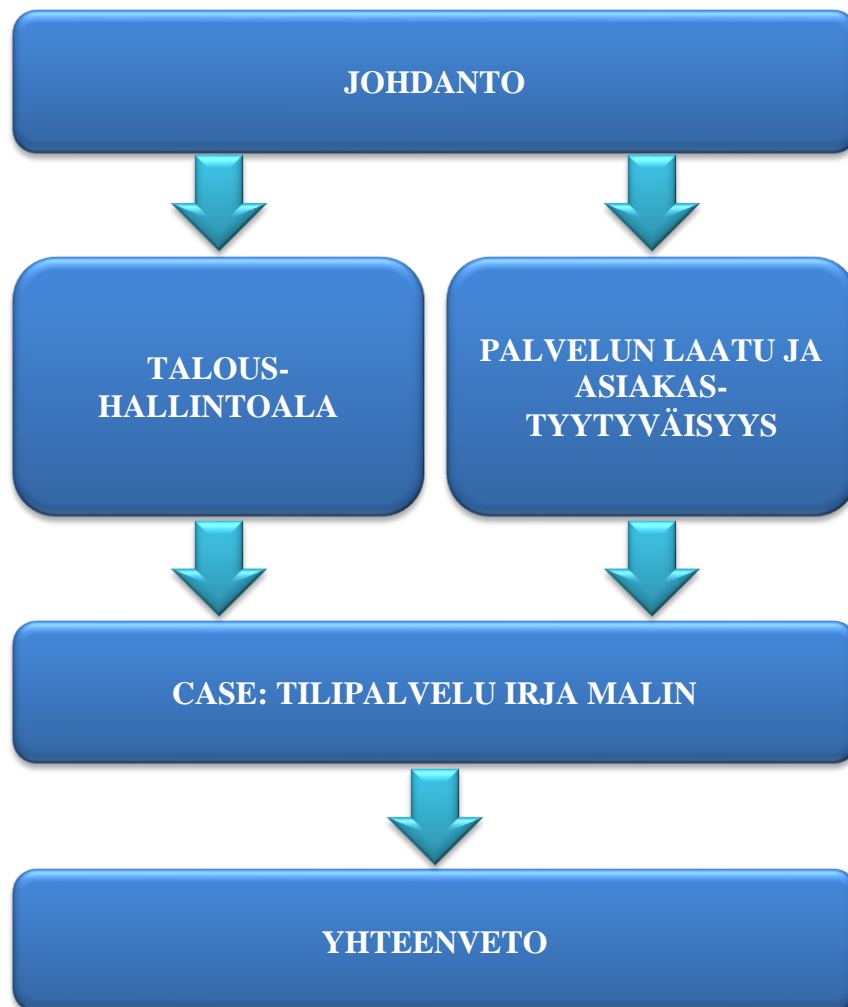 JOHDANTO
TALOUS-
HALLINTOALA
PALVELUN LAATU JA
ASIAKAS-
TYYTYVÄISYYS
CASE: TILIPALVELU IRJA MALIN
YHTEENVETO